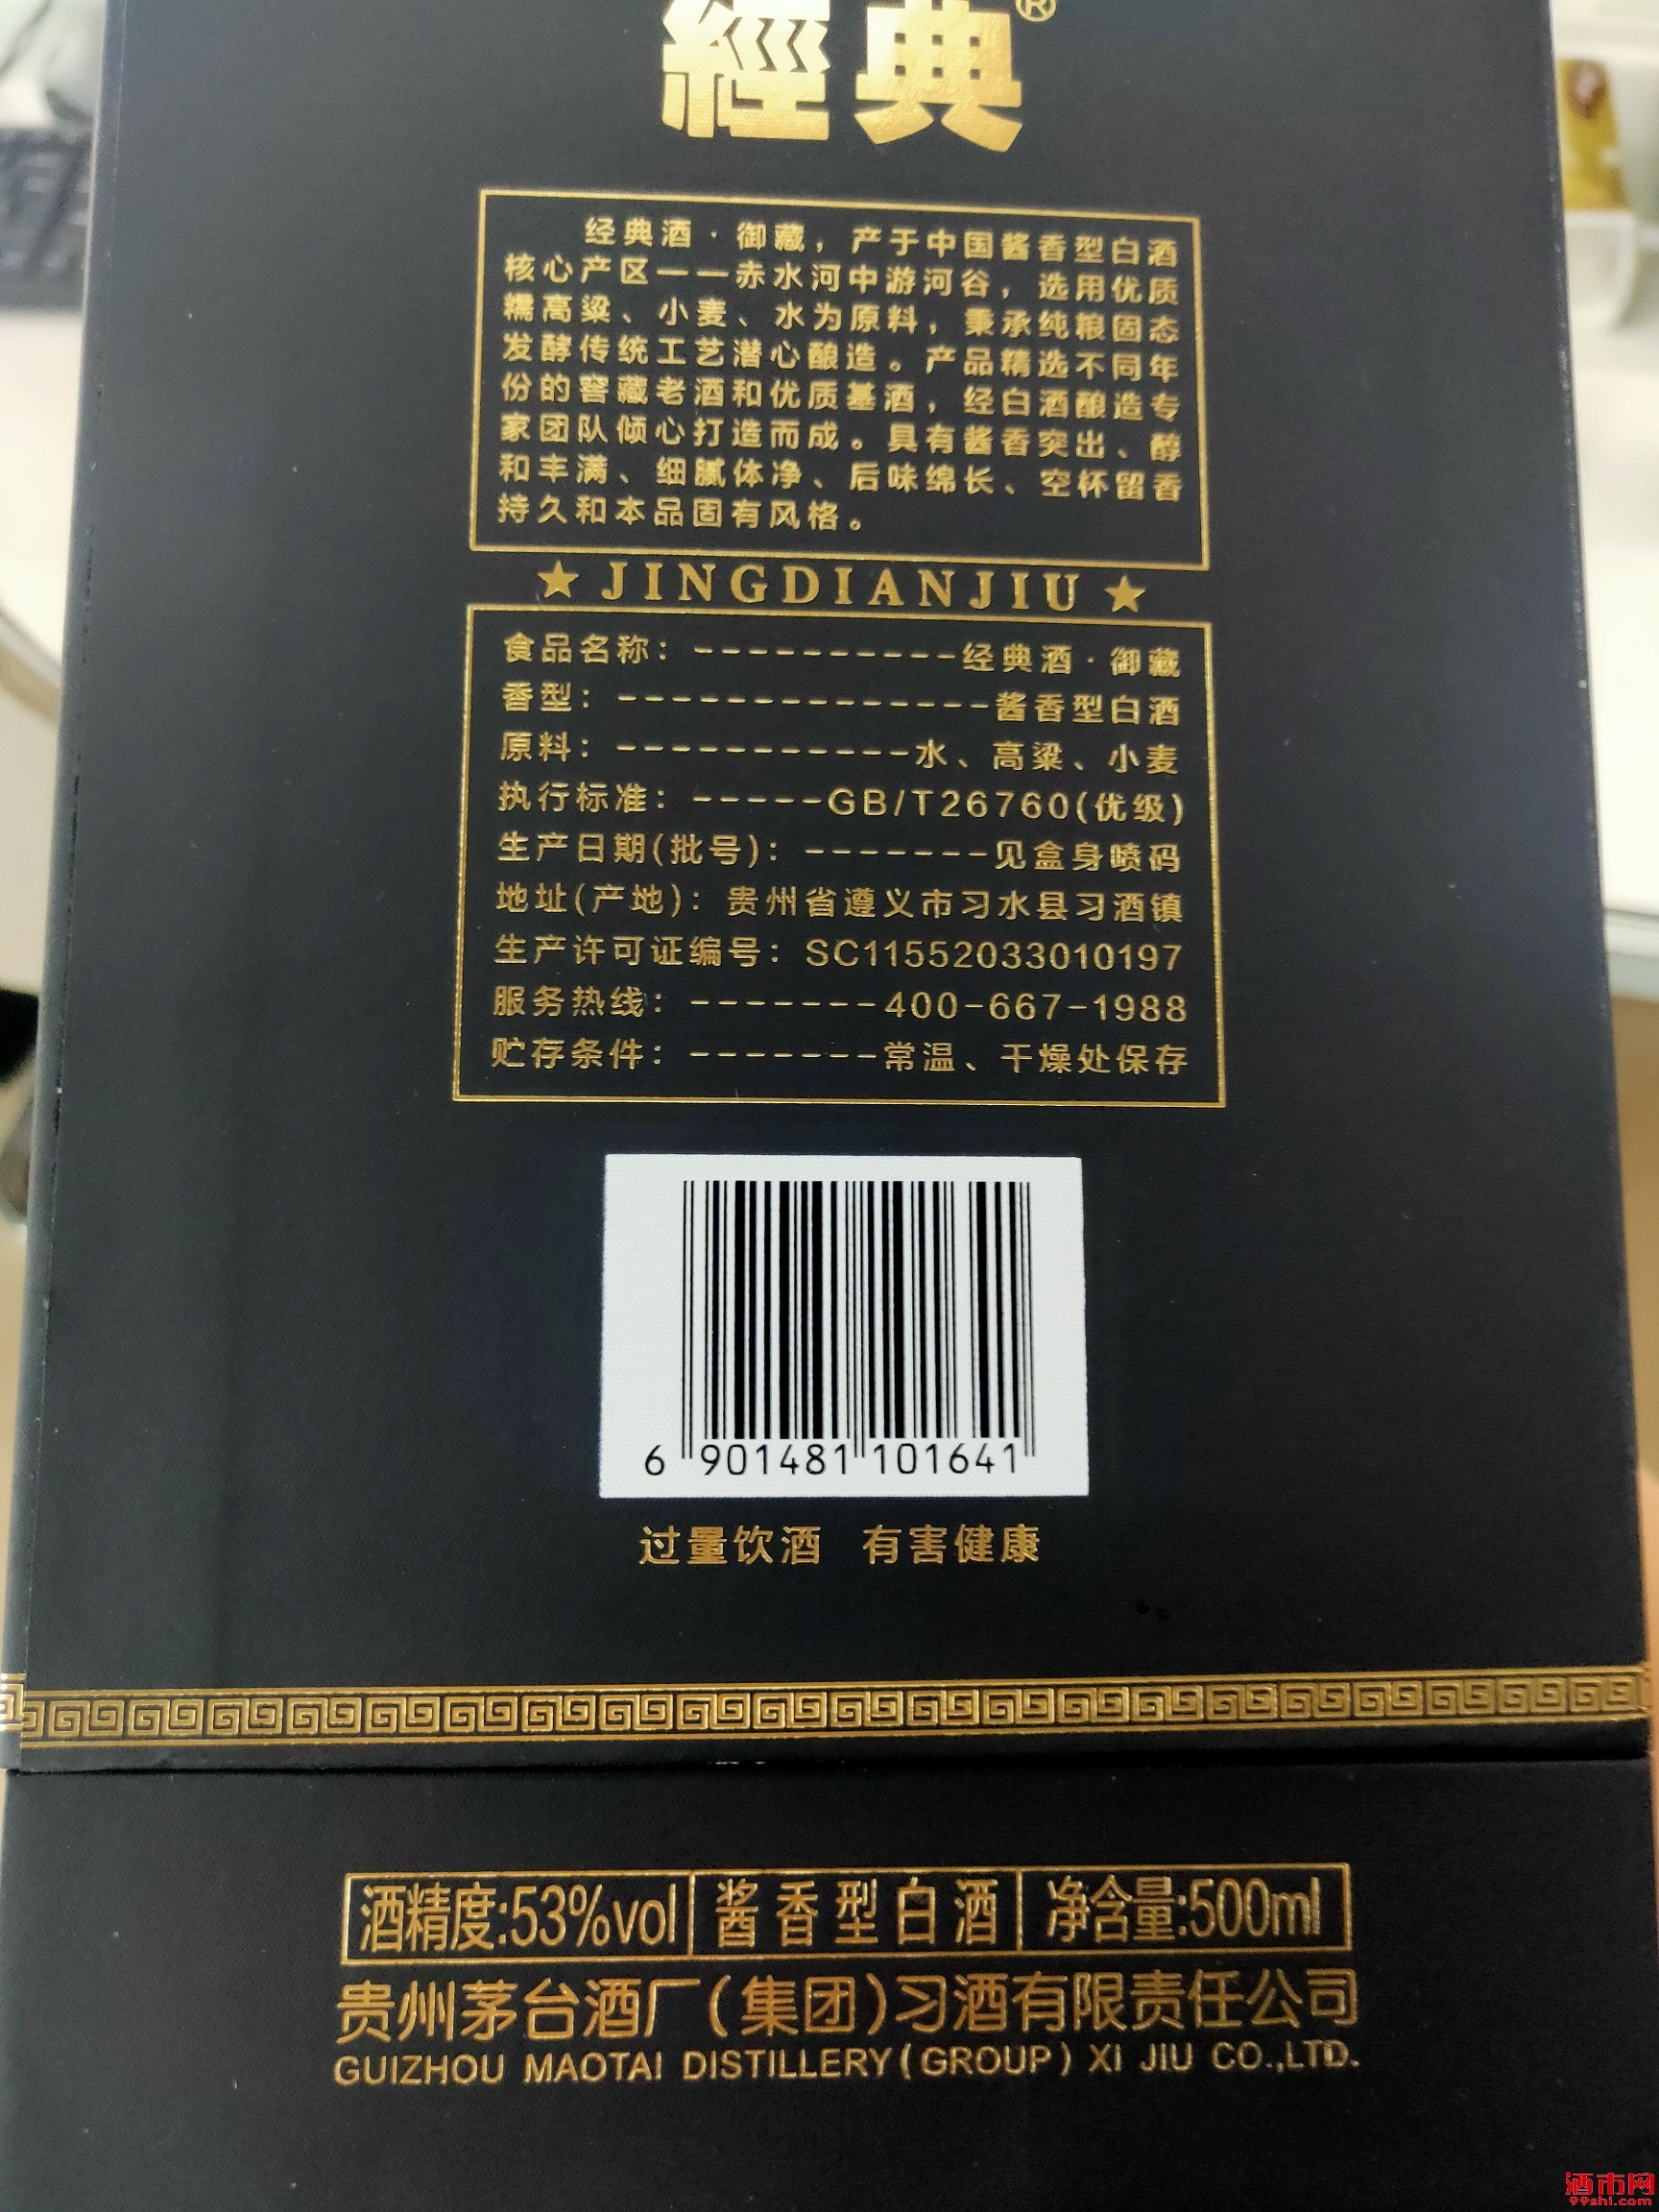 經典®
经典酒·御藏，产于中国酱香型白酒
核心产区——赤水河中游河谷，选用优质
糯高粱、小麦、水为原料，秉承纯粮固态
发酵传统工艺潜心酿造。产品精选不同年
份的窖藏老酒和优质基酒，经白酒酿造专
家团队倾心打造而成。具有酱香突出、醇
和丰满、细腻体净、后味绵长、空杯留香
持久和本品固有风格。
★JINGDIANJIU★
食品名称：----------经典酒·御藏
香型：--------------酱香型白酒
原料：-----------水、高粱、小麦
执行标准：-----GB/T26760(优级)
生产日期(批号)：-------见盒身喷码
地址(产地)：贵州省遵义市习水县习酒镇
生产许可证编号：SC11552033010197
服务热线：-------400-667-1988
贮存条件：-------常温、干燥处保存
6 901481 101641
过量饮酒 有害健康
酒精度:53%vol 酱香型白酒 净含量:500ml
贵州茅台酒厂(集团)习酒有限责任公司
GUIZHOU MAOTAI DISTILLERY(GROUP) XI JIU CO.,LTD.
酒市网
99shi.com